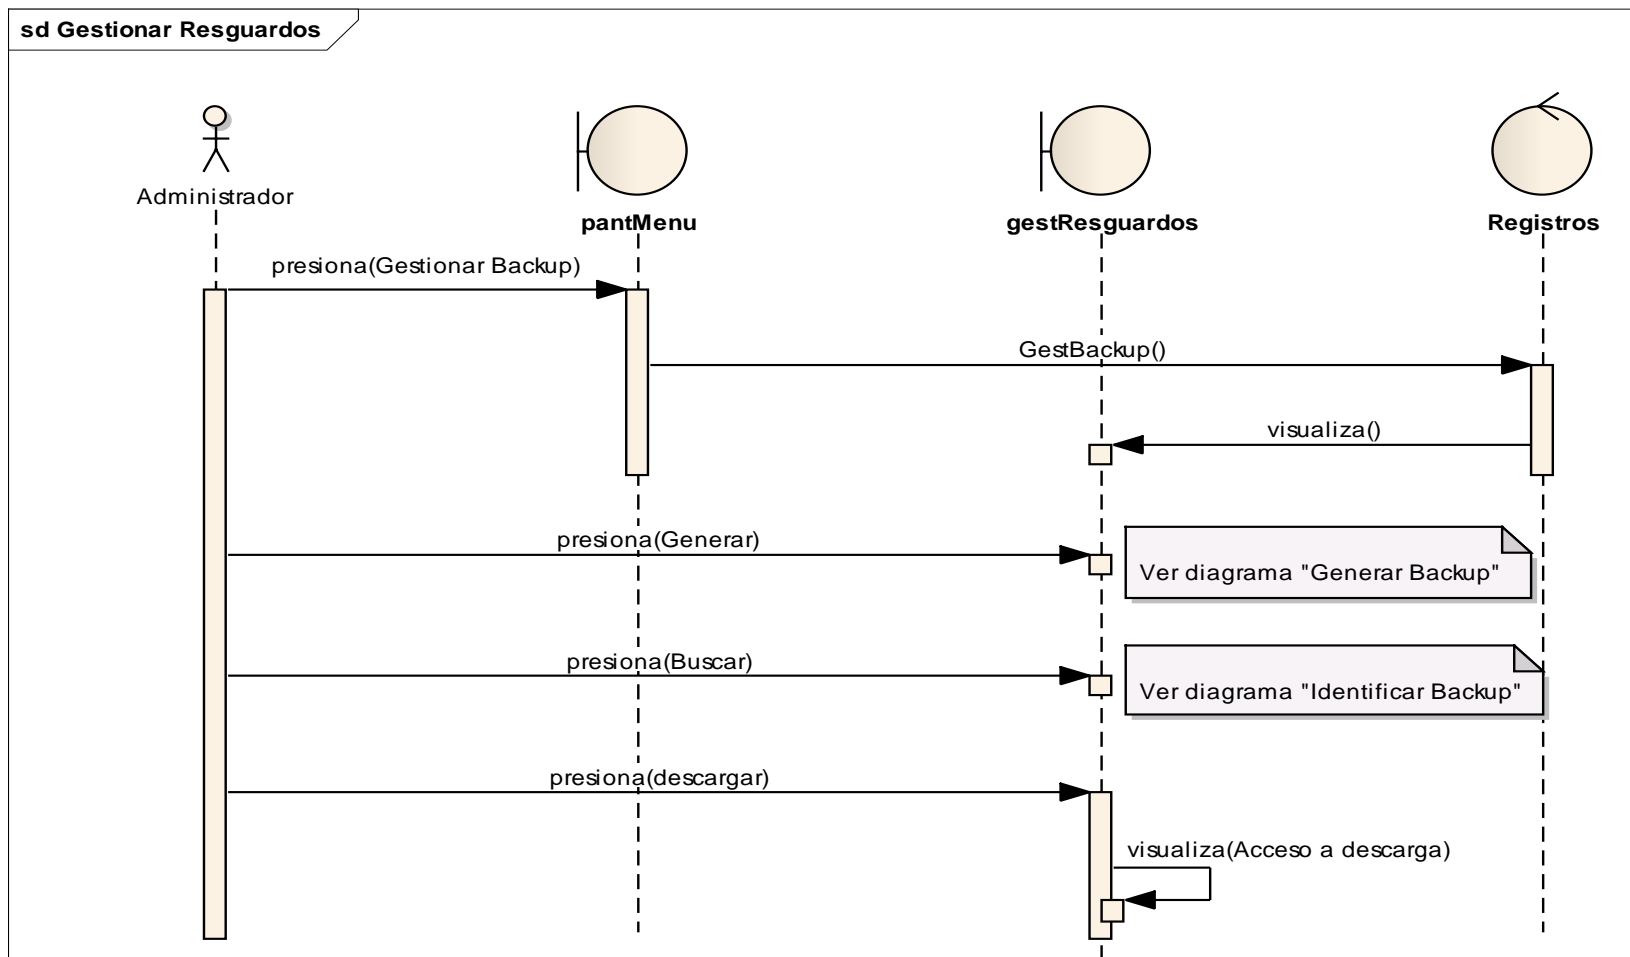 sd Gestionar Resguardos
Administrador
pantMenu
gestResguardos
Registros
presiona(Gestionar Backup)
GestBackup()
visualiza()
presiona(Generar)
Ver diagrama "Generar Backup"
presiona(Buscar)
Ver diagrama "Identificar Backup"
presiona(descargar)
visualiza(Acceso a descarga)